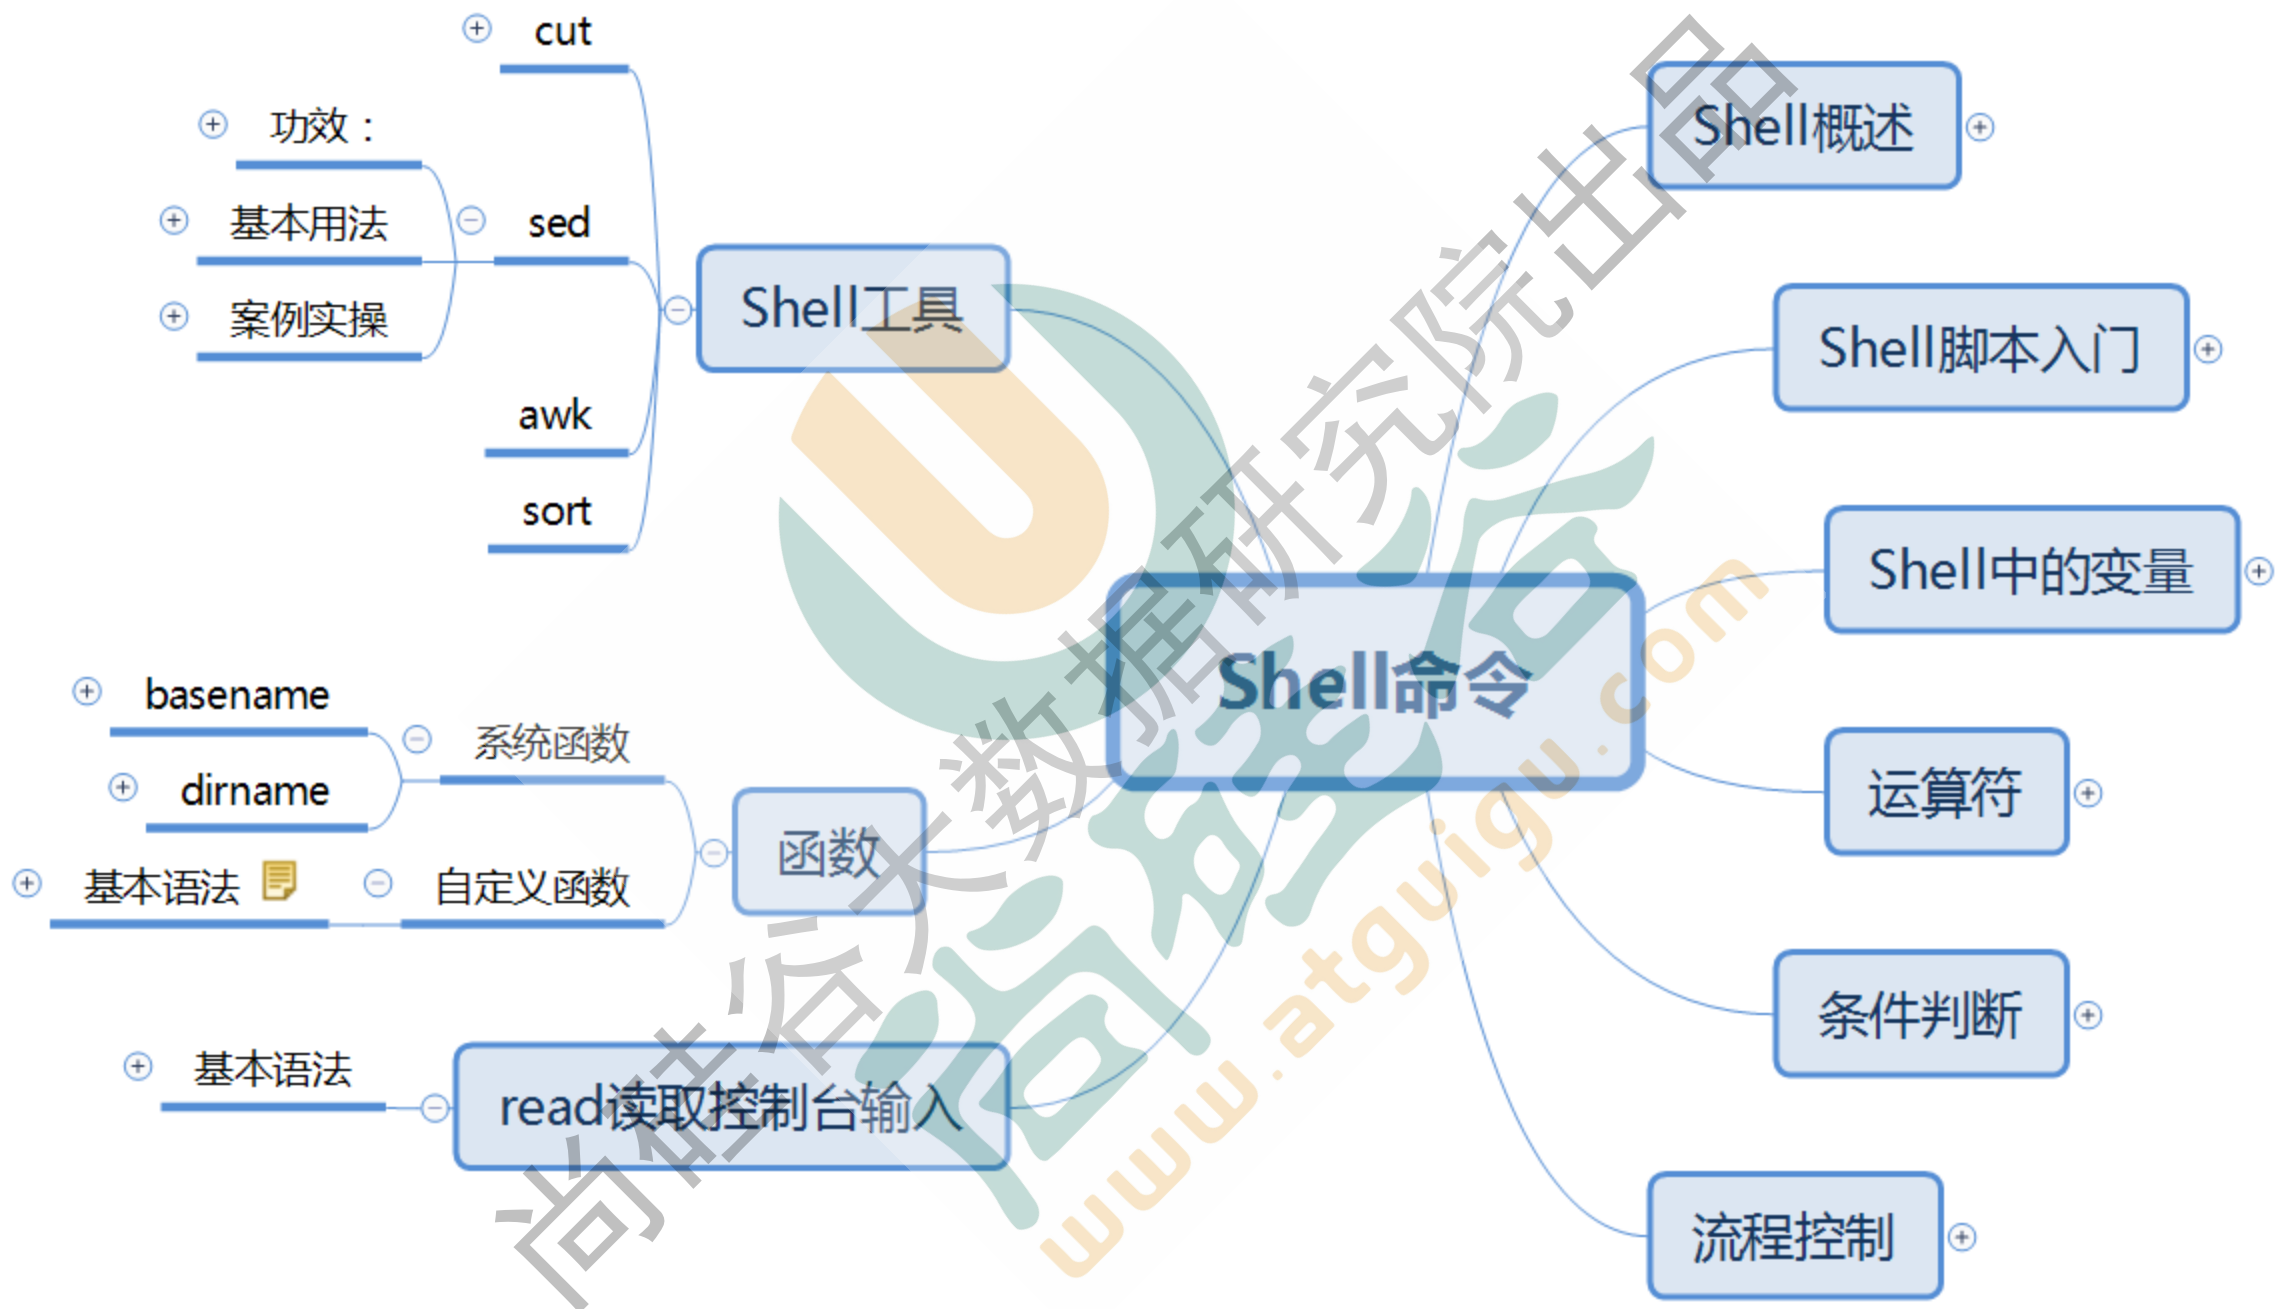 cut
功效：
基本用法
sed
案例实操
awk
sort
Shell工具
basename
系统函数
dirname
函数
基本语法
自定义函数
基本语法
read读取控制台输入
Shell命令
Shell概述
Shell脚本入门
Shell中的变量
运算符
条件判断
流程控制
尚硅谷大数据研究院出品
尚硅谷
www.atguigu.com